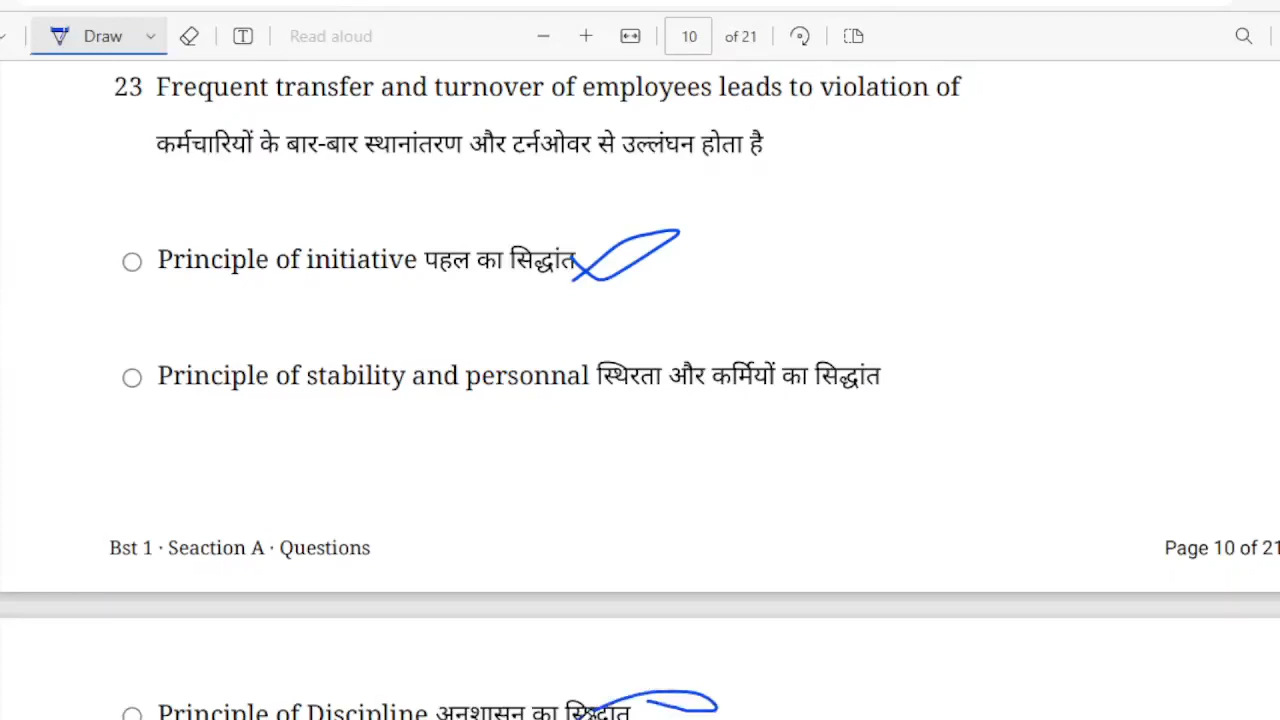 Draw
Read aloud
10 of 21
23 Frequent transfer and turnover of employees leads to violation of
कर्मचारियों के बार-बार स्थानांतरण और टर्नओवर से उल्लंघन होता है
Principle of initiative पहल का सिद्धांत
Principle of stability and personnal स्थिरता और कर्मियों का सिद्धांत
Bst 1 · Seaction A · Questions
Page 10 of 21
Principle of Discipline अनुशासन का सिद्धांत